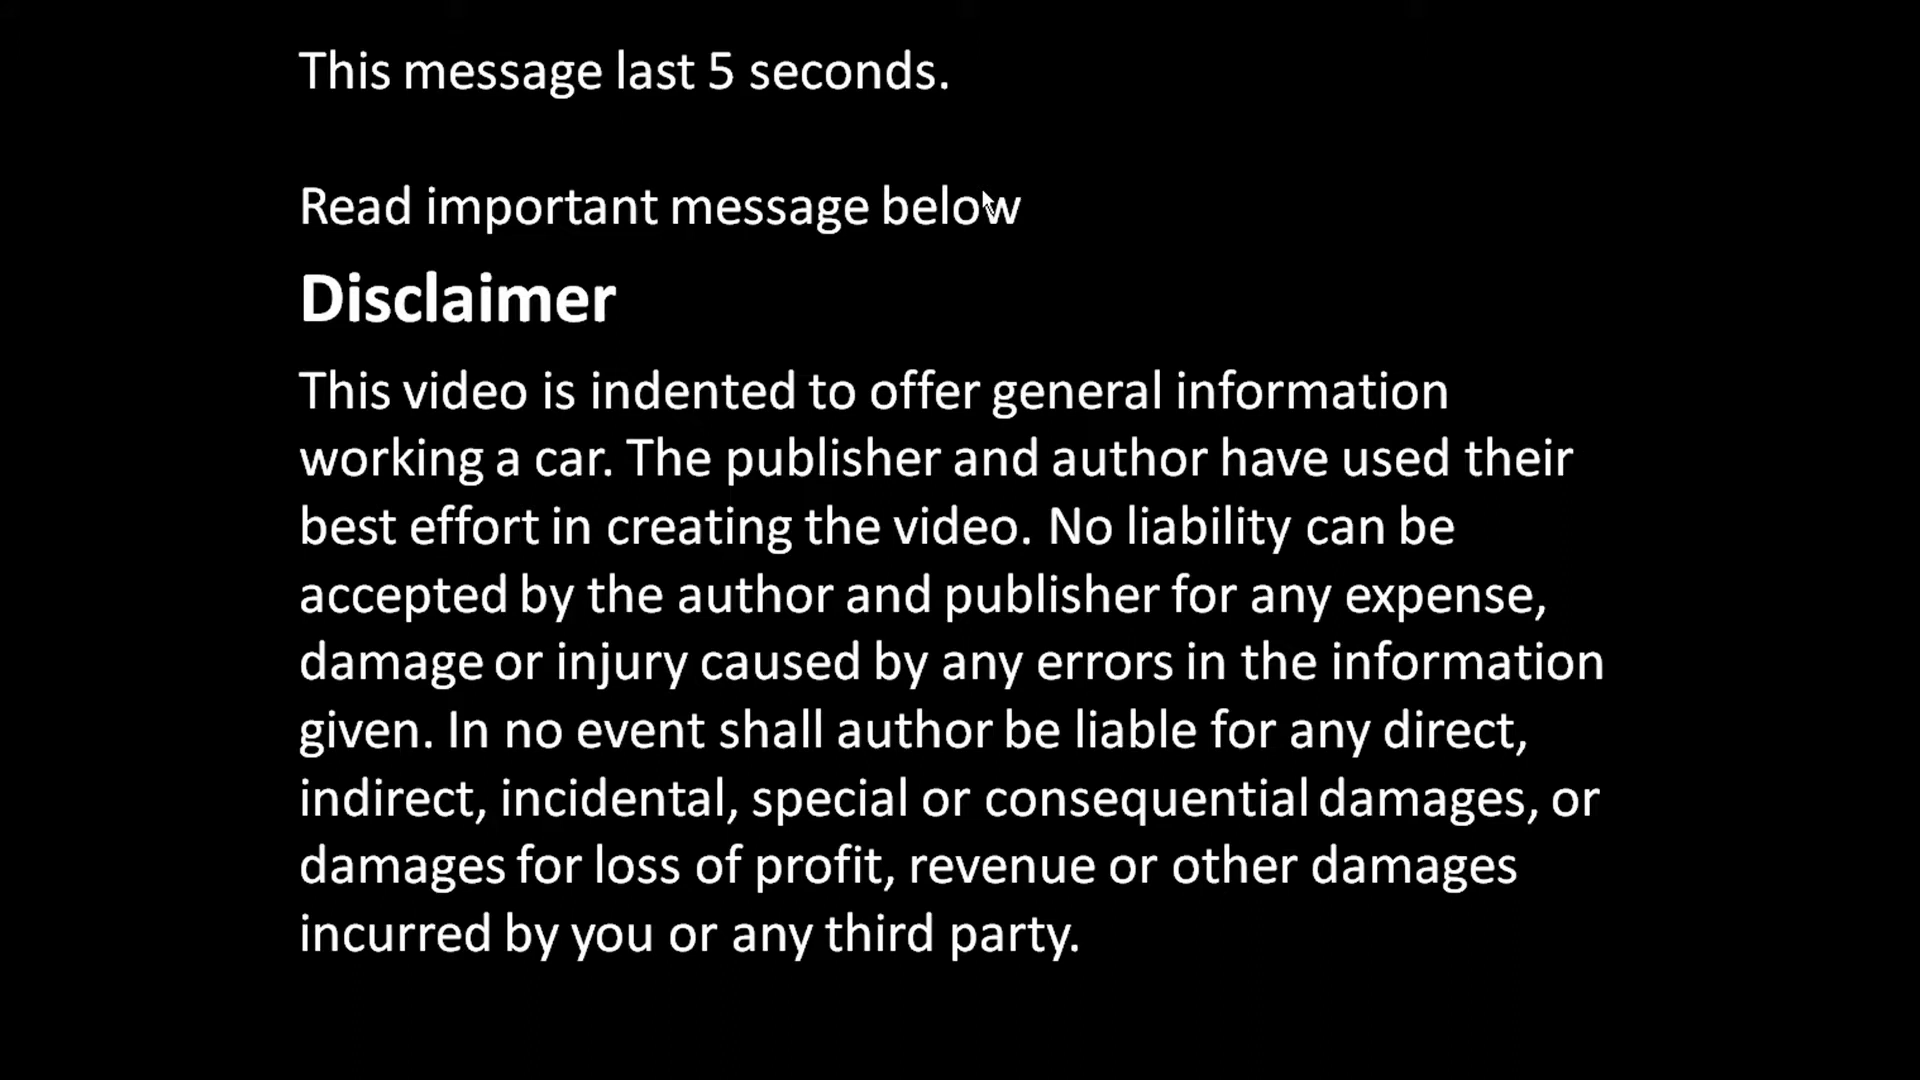 This message last 5 seconds.
Read important message below
Disclaimer
This video is indented to offer general information
working a car. The publisher and author have used their
best effort in creating the video. No liability can be
accepted by the author and publisher for any expense,
damage or injury caused by any errors in the information
given. In no event shall author be liable for any direct,
indirect, incidental, special or consequential damages, or
damages for loss of profit, revenue or other damages
incurred by you or any third party.